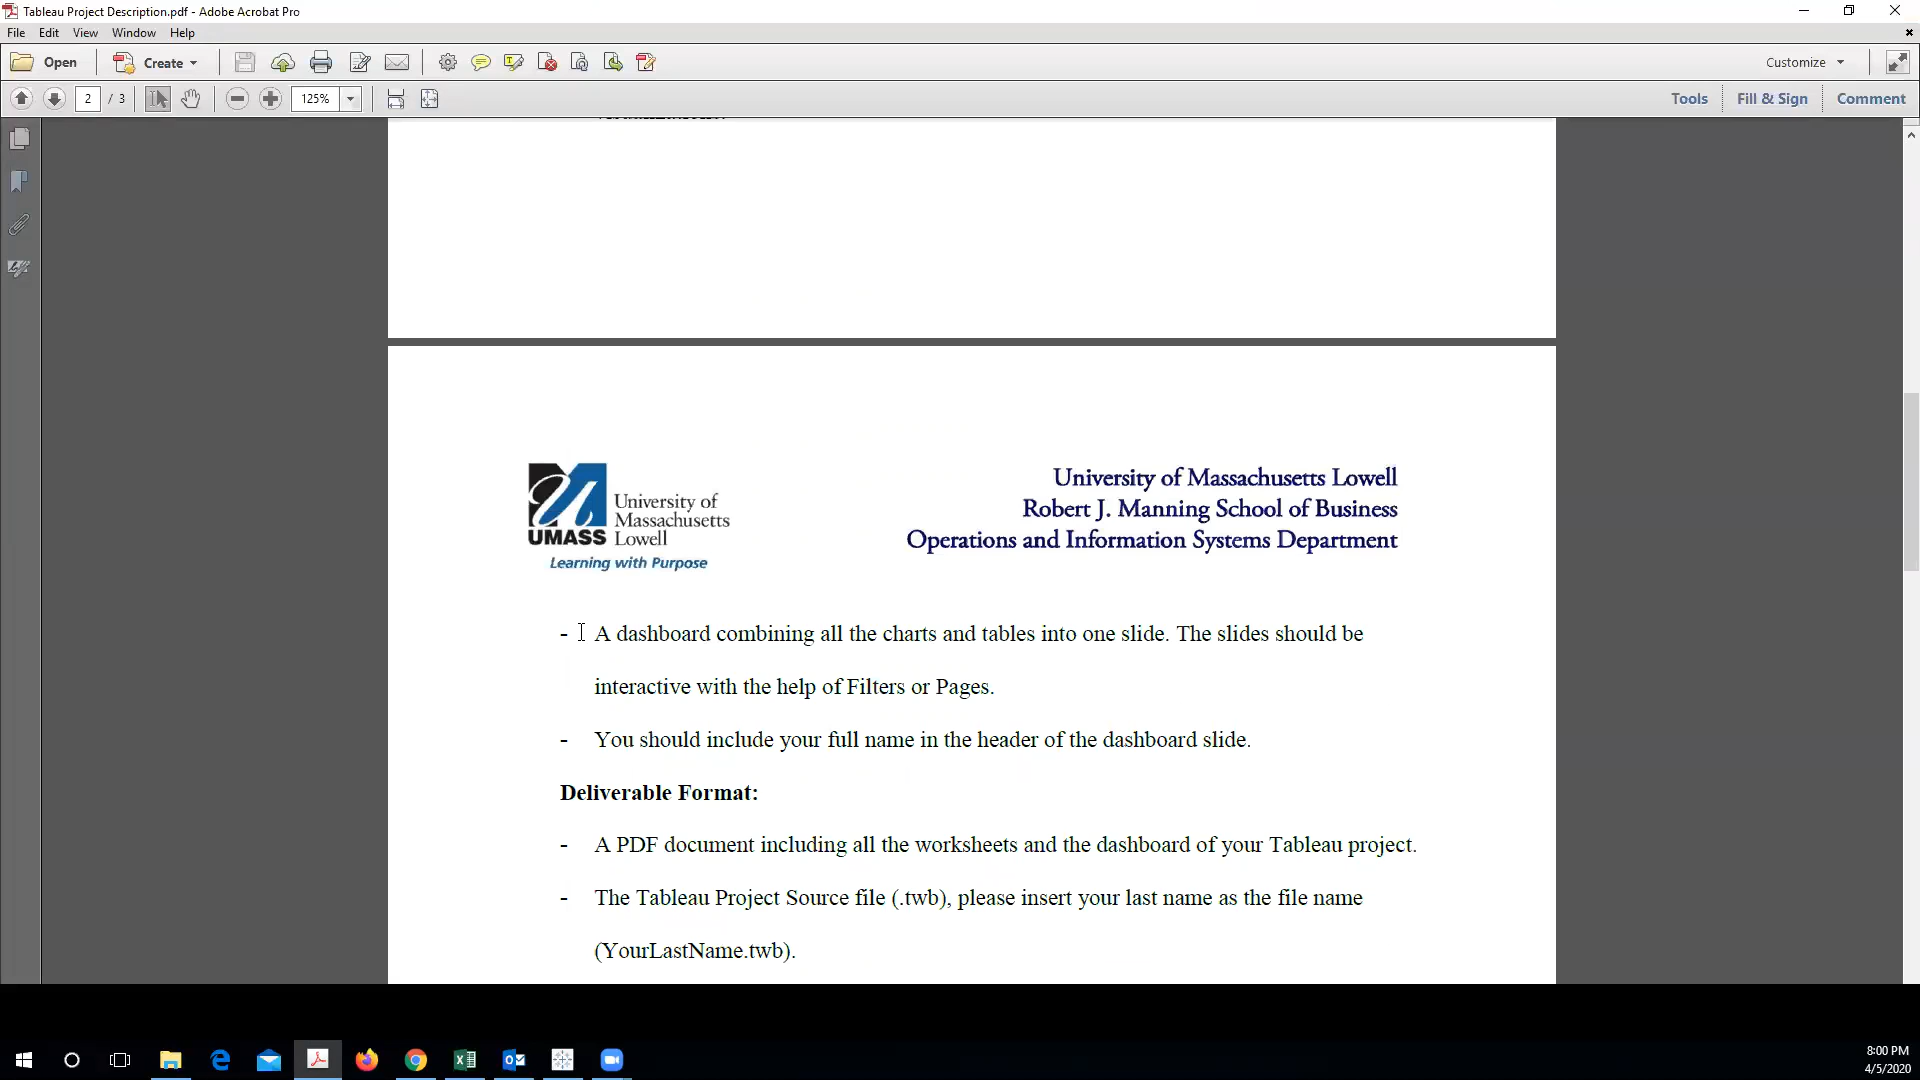 Tableau Project Description.pdf - Adobe Acrobat Pro
File Edit View Window Help
Open Create Customize
2 / 3 125% Tools Fill & Sign Comment
University of
Massachusetts
Lowell
UMASS
Learning with Purpose
University of Massachusetts Lowell
Robert J. Manning School of Business
Operations and Information Systems Department
- A dashboard combining all the charts and tables into one slide. The slides should be
interactive with the help of Filters or Pages.
- You should include your full name in the header of the dashboard slide.
Deliverable Format:
- A PDF document including all the worksheets and the dashboard of your Tableau project.
- The Tableau Project Source file (.twb), please insert your last name as the file name
(YourLastName.twb).
8:00 PM
4/5/2020